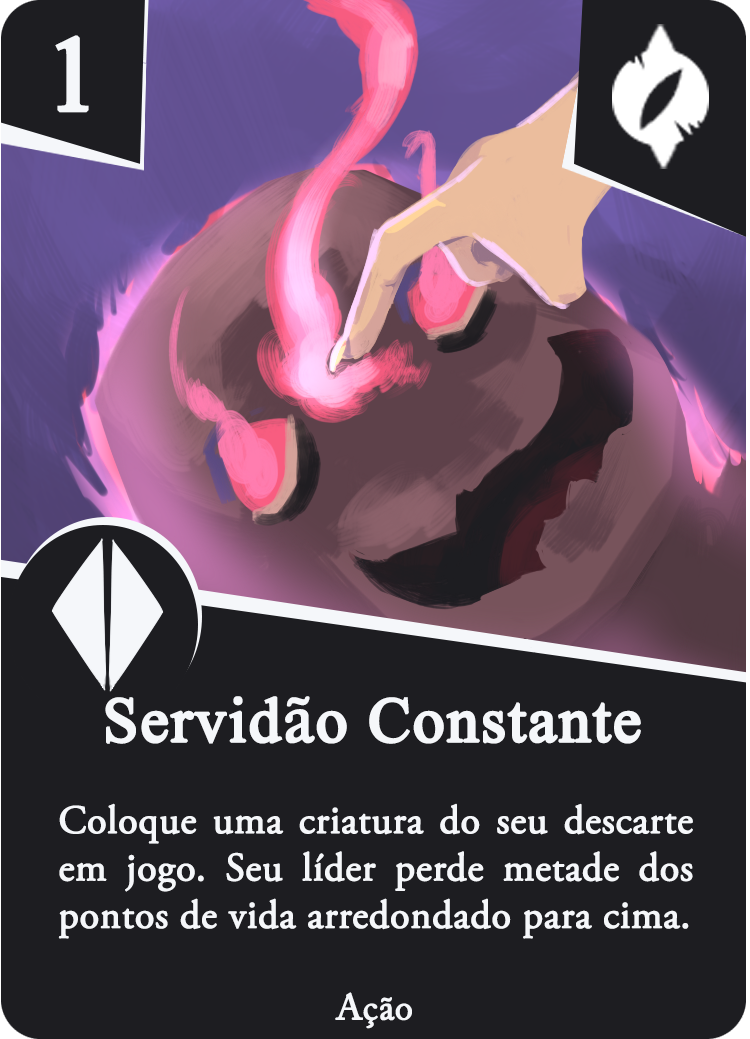 1
Servidão Constante
Coloque uma criatura do seu descarte
em jogo. Seu líder perde metade dos
pontos de vida arredondado para cima.
Ação